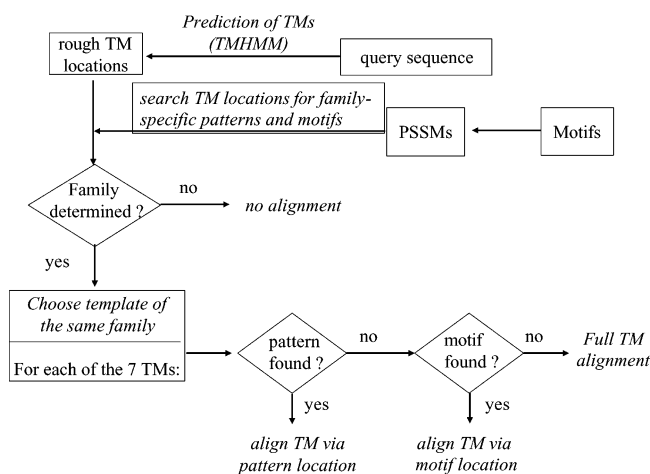 Prediction of TMs
(TMHMM)
rough TM
locations
query sequence
search TM locations for family-
specific patterns and motifs
PSSMs
Motifs
Family
determined ?
no
no alignment
yes
Choose template of
the same family
For each of the 7 TMs:
pattern
found ?
no
motif
found ?
no
Full TM
alignment
yes
yes
align TM via
pattern location
align TM via
motif location